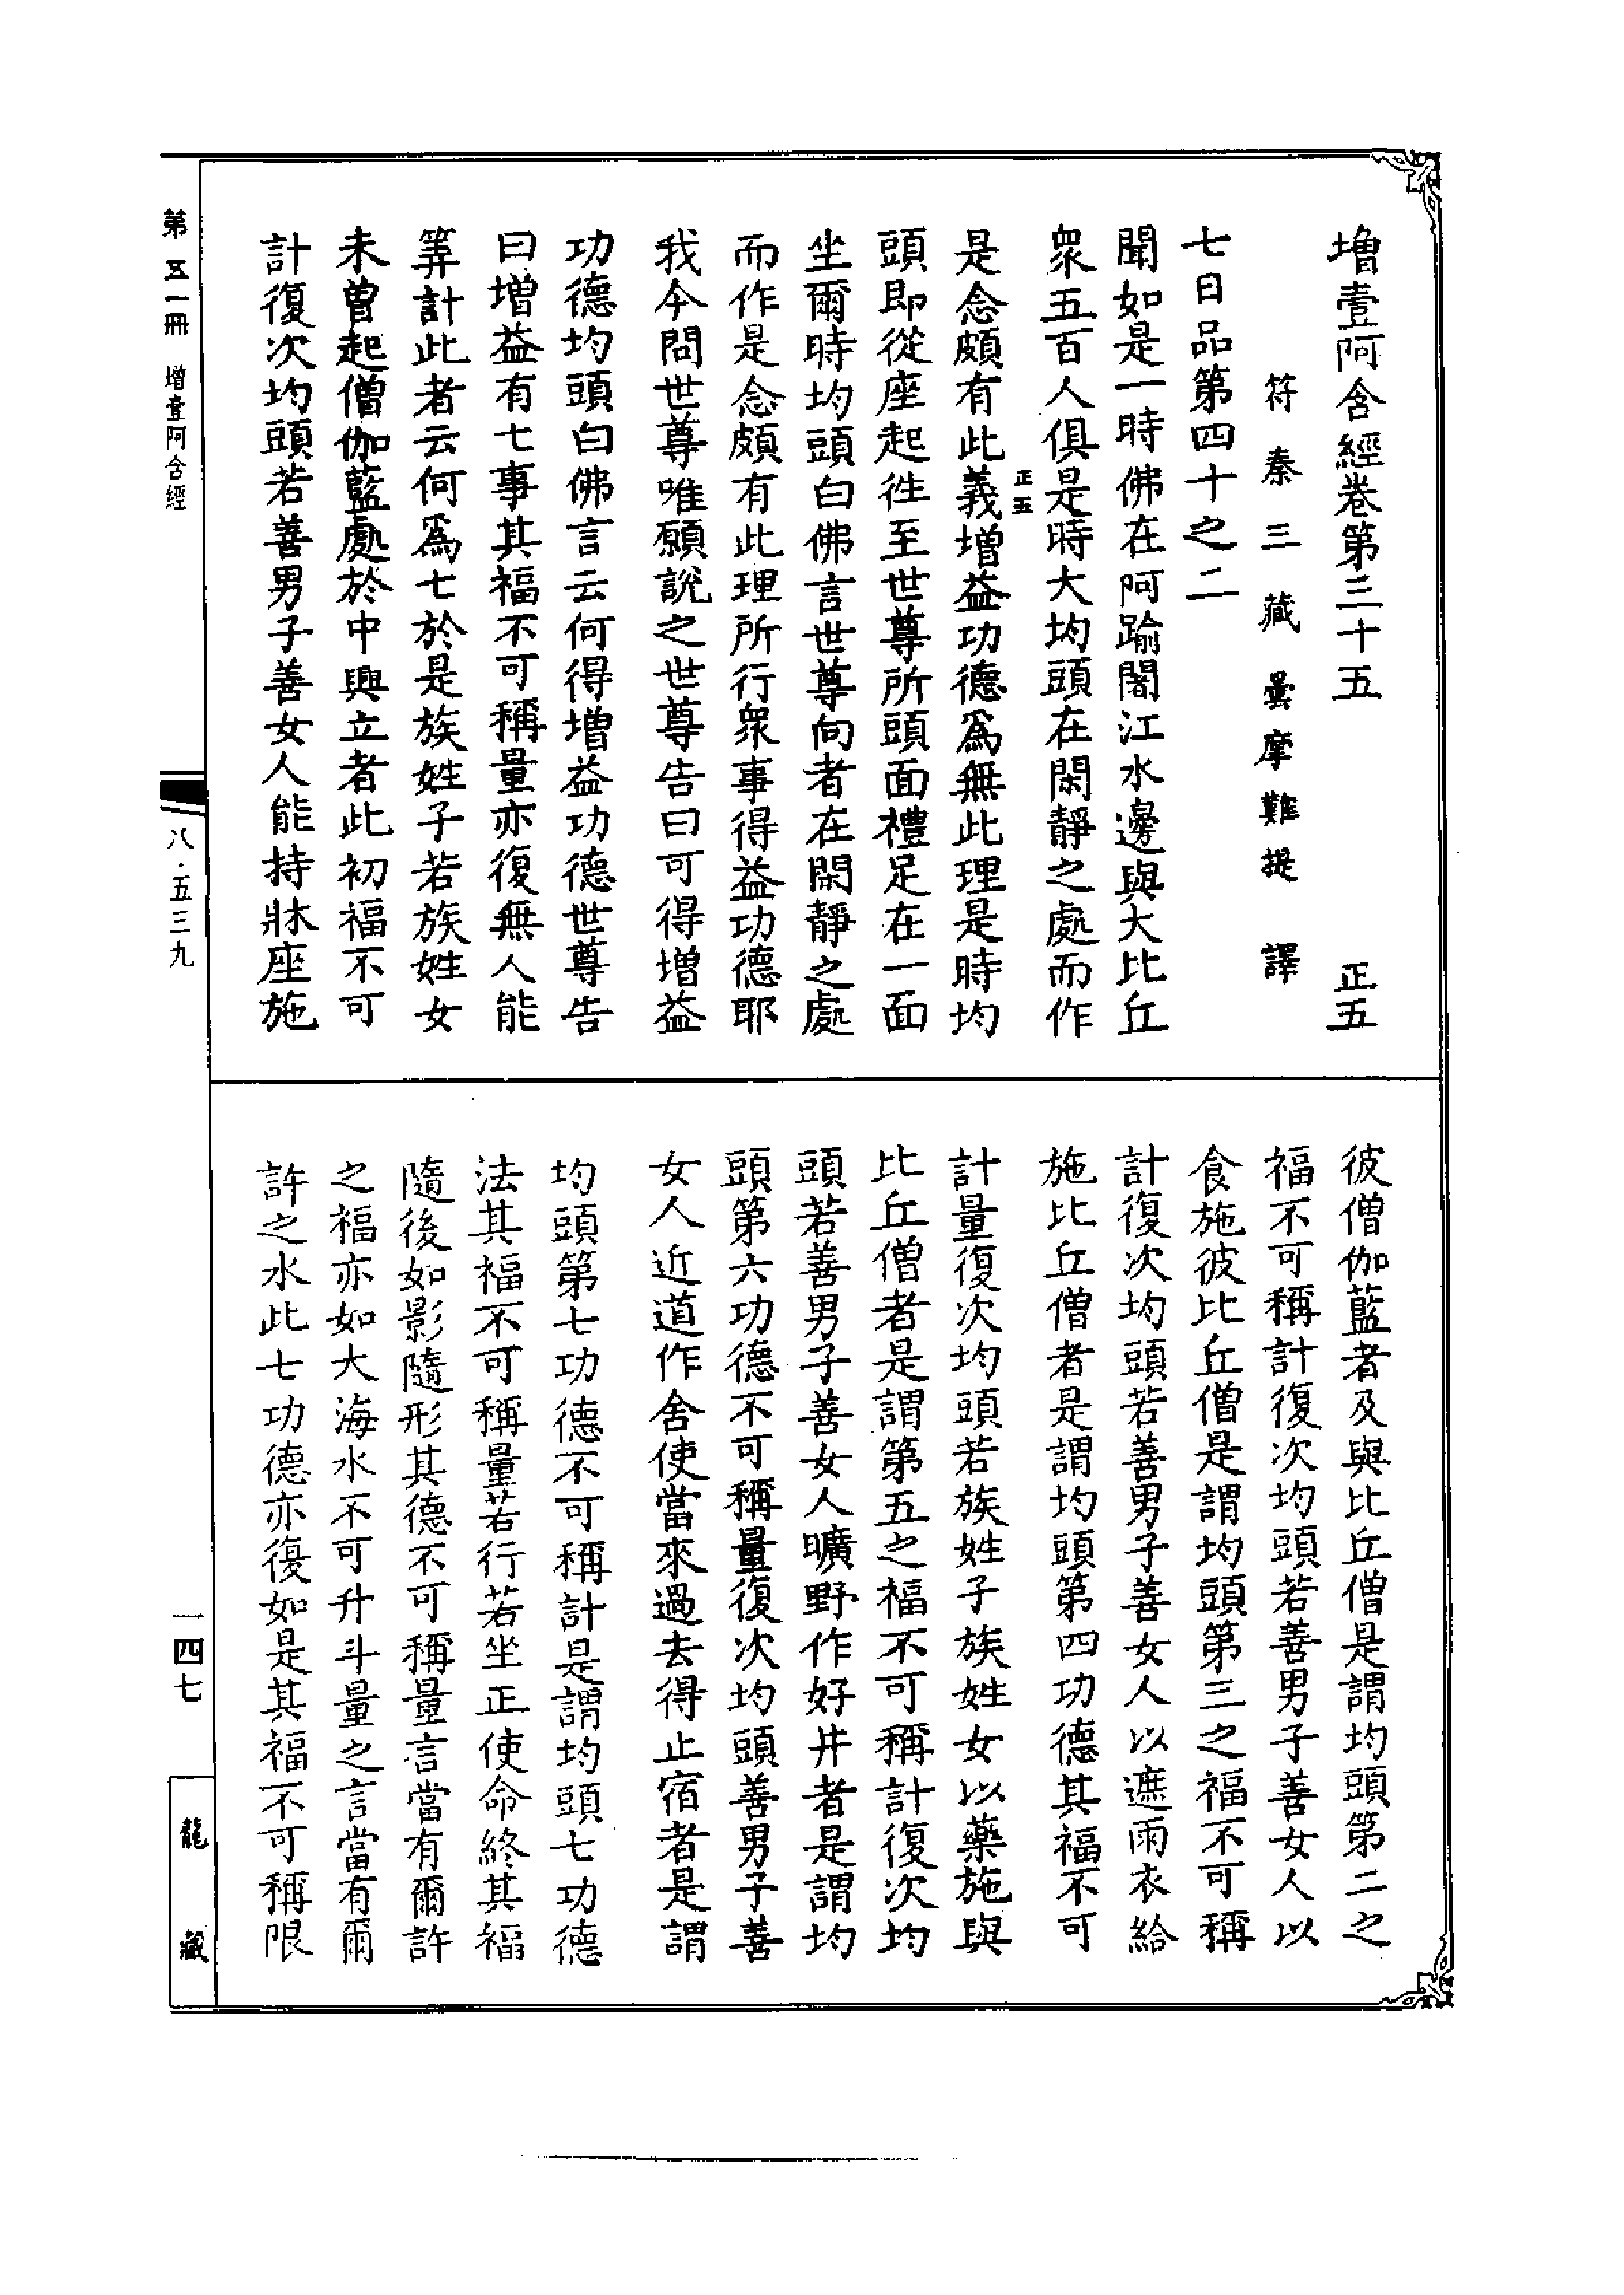 增壹阿含經卷第三十五　正五
符秦三藏曇摩難提譯
七日品第四十之二
聞如是一時佛在阿踰闍江水邊與大比丘
衆五百人俱是時大均頭在閑靜之處而作
正五
是念頗有此義增益功德爲無此理是時均
頭即從座起徃至世尊所頭面禮足在一面
坐爾時均頭白佛言世尊向者在閑靜之處
而作是念頗有此理所行衆事得益功德耶
我今問世尊唯願說之世尊告曰可得增益
功德均頭白佛言云何得增益功德世尊告
曰增益有七事其福不可稱量亦復無人能
筭計此者云何爲七於是族姓子若族姓女
未曾起僧伽藍處於中興立者此初福不可
計復次均頭若善男子善女人能持牀座施
彼僧伽藍者及與比丘僧是謂均頭第二之
福不可稱計復次均頭若善男子善女人以
食施彼比丘僧是謂均頭第三之福不可稱
計復次均頭若善男子善女人以遮雨衣給
施比丘僧者是謂均頭第四功德其福不可
計量復次均頭若族姓子族姓女以藥施與
比丘僧者是謂第五之福不可稱計復次均
頭若善男子善女人曠野作好井者是謂均
頭第六功德不可稱量復次均頭善男子善
女人近道作舍使當來過去得止宿者是謂
均頭第七功德不可稱計是謂均頭七功德
法其福不可稱量若行若坐正使命終其福
隨後如影隨形其德不可稱量言當有爾許
之福亦如大海水不可升斗量之言當有爾
許之水此七功德亦復如是其福不可稱限
第五一冊　增壹阿含經
八・五三九
一四七
龍藏